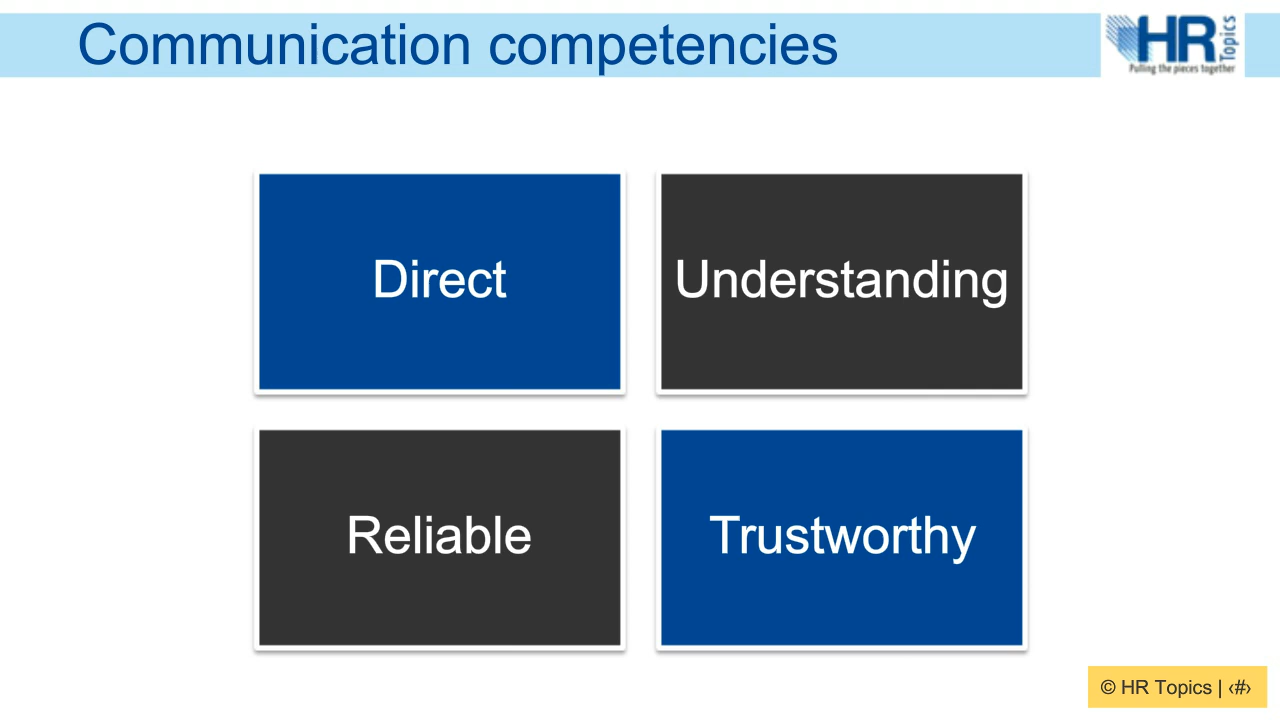 Communication competencies
HR
Topics
Pulling the pieces together
Direct
Understanding
Reliable
Trustworthy
© HR Topics | ‹#›